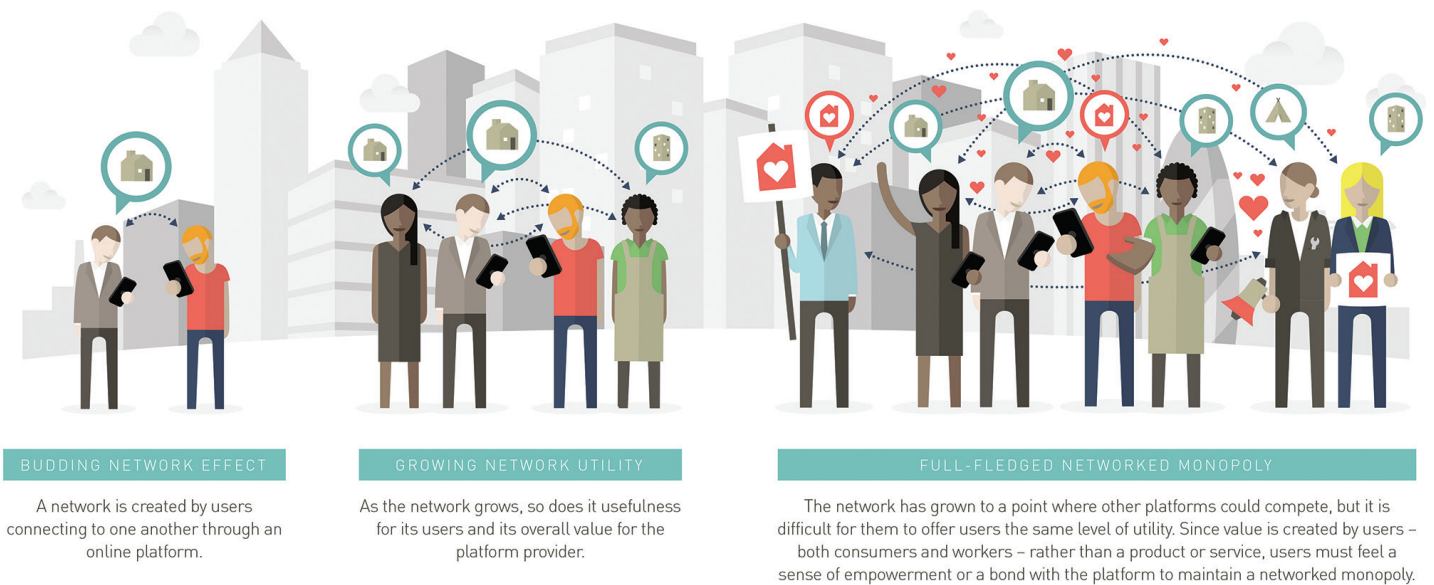 BUDDING NETWORK EFFECT
A network is created by users
connecting to one another through an
online platform.
GROWING NETWORK UTILITY
As the network grows, so does it usefulness
for its users and its overall value for the
platform provider.
FULL-FLEDGED NETWORKED MONOPOLY
The network has grown to a point where other platforms could compete, but it is
difficult for them to offer users the same level of utility. Since value is created by users –
both consumers and workers – rather than a product or service, users must feel a
sense of empowerment or a bond with the platform to maintain a networked monopoly.